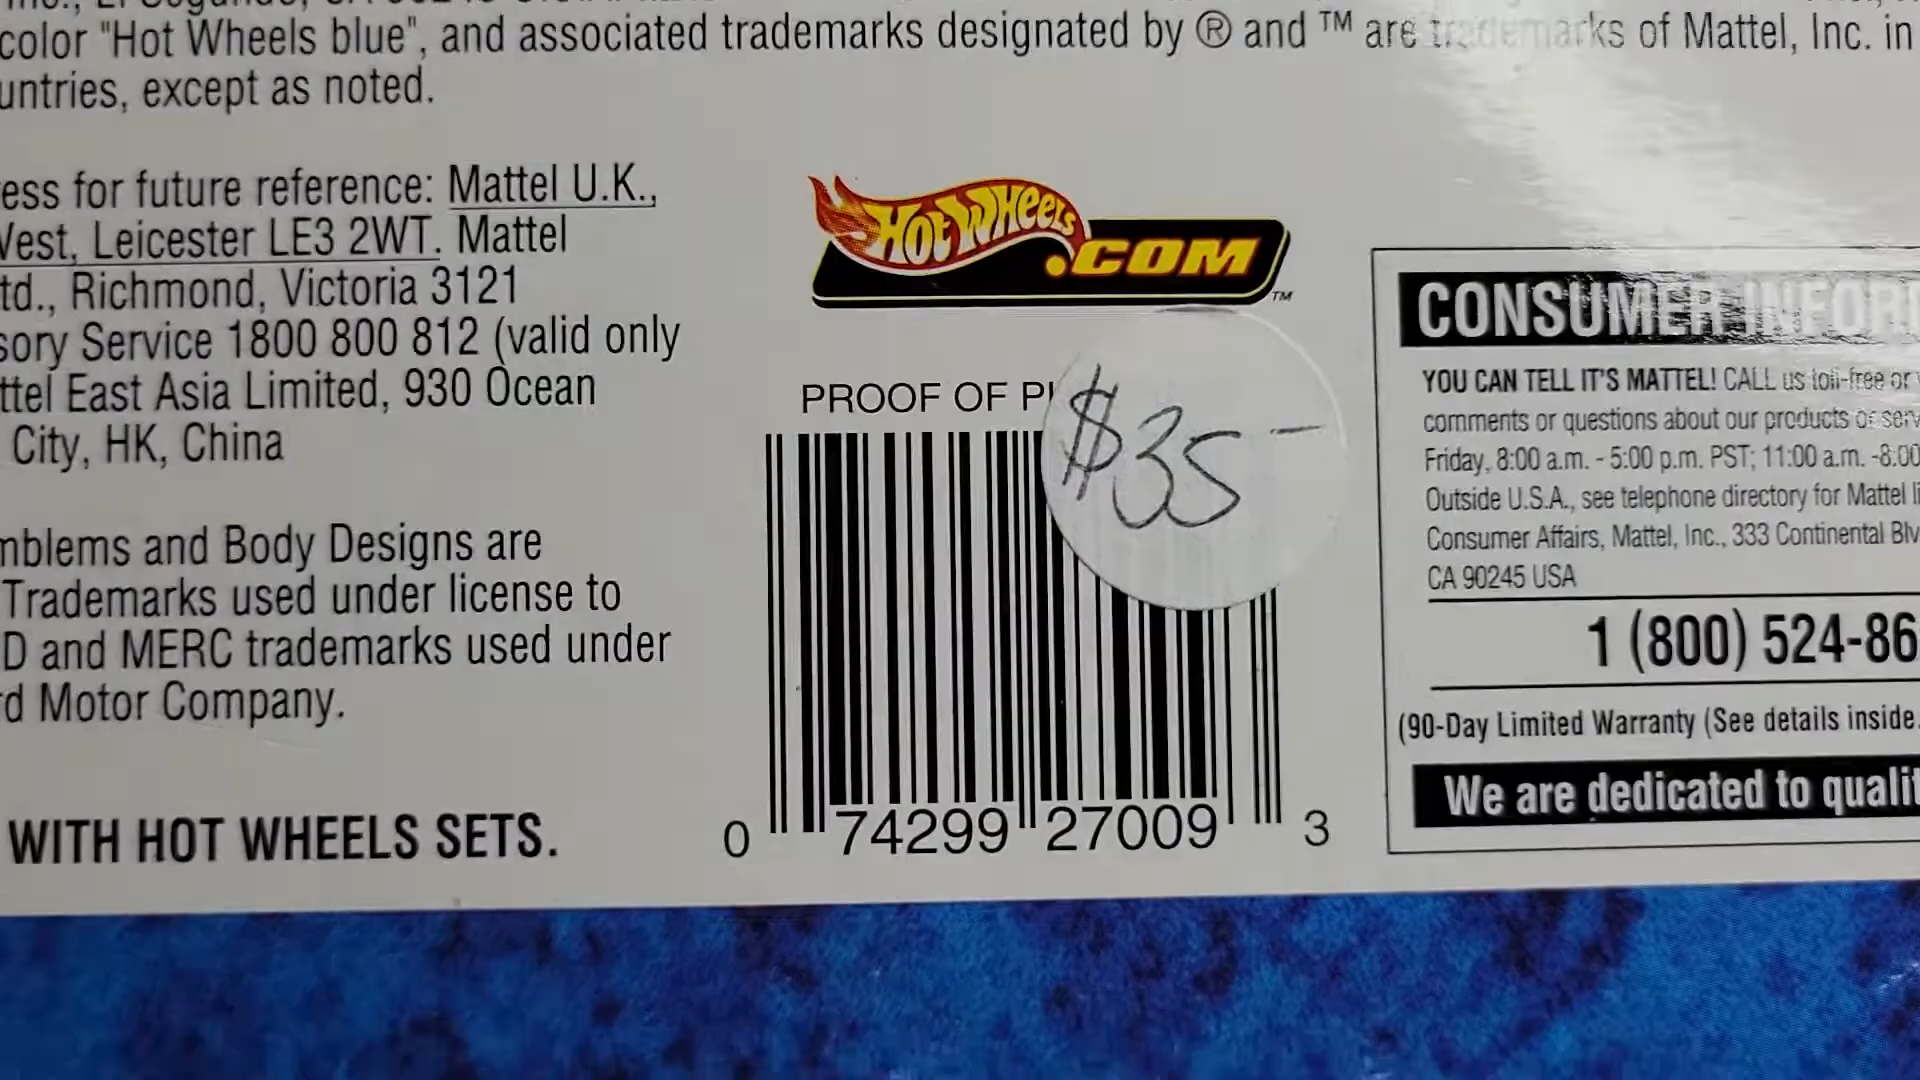 color "Hot Wheels blue", and associated trademarks designated by ® and ™ are trademarks of Mattel, Inc. in
untries, except as noted.
ess for future reference: Mattel U.K.,
Vest, Leicester LE3 2WT. Mattel
td., Richmond, Victoria 3121
sory Service 1800 800 812 (valid only
ttel East Asia Limited, 930 Ocean
City, HK, China
mblems and Body Designs are
Trademarks used under license to
D and MERC trademarks used under
rd Motor Company.
WITH HOT WHEELS SETS.
Hot Wheels
.COM
TM
PROOF OF P
$35-
0 74299 27009 3
CONSUMER INFOR
YOU CAN TELL IT'S MATTEL! CALL us toll-free or
comments or questions about our products or serv
Friday, 8:00 a.m. - 5:00 p.m. PST; 11:00 a.m. -8:00
Outside U.S.A., see telephone directory for Mattel li
Consumer Affairs, Mattel, Inc., 333 Continental Blv
CA 90245 USA
1 (800) 524-86
(90-Day Limited Warranty (See details inside.
We are dedicated to qualit